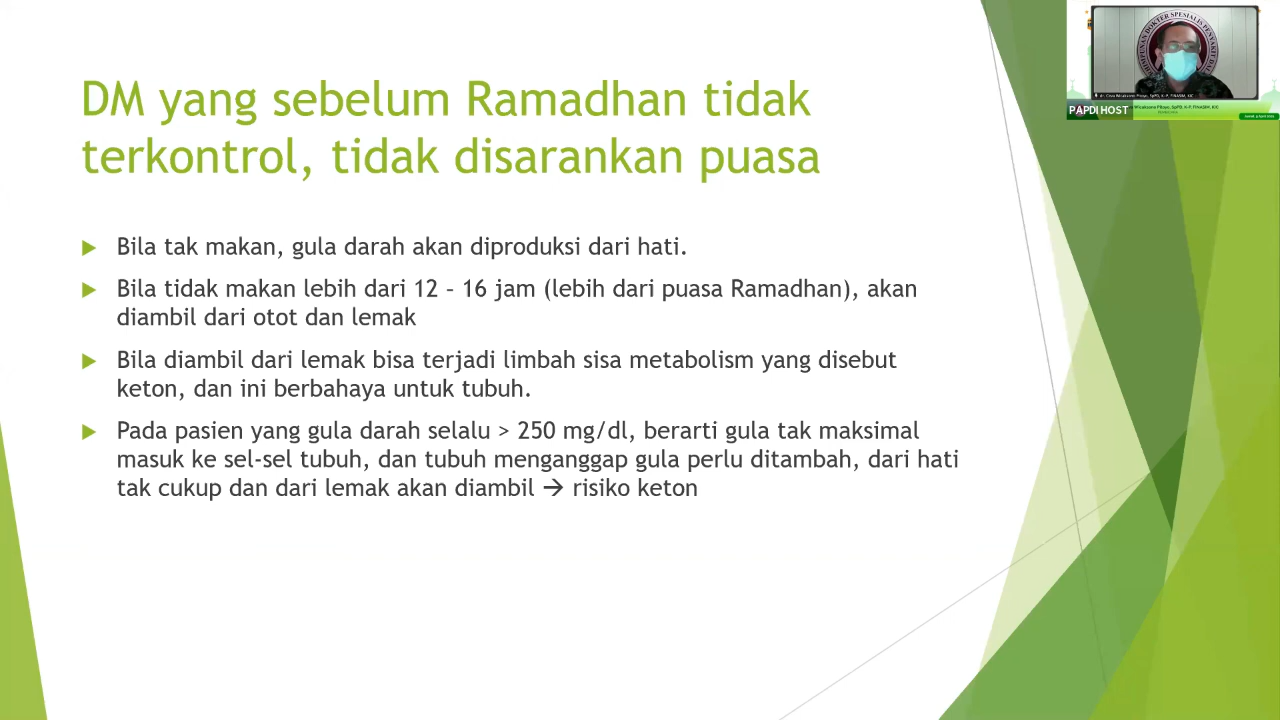 DM yang sebelum Ramadhan tidak
terkontrol, tidak disarankan puasa
Bila tak makan, gula darah akan diproduksi dari hati.
Bila tidak makan lebih dari 12 – 16 jam (lebih dari puasa Ramadhan), akan
diambil dari otot dan lemak
Bila diambil dari lemak bisa terjadi limbah sisa metabolism yang disebut
keton, dan ini berbahaya untuk tubuh.
Pada pasien yang gula darah selalu > 250 mg/dl, berarti gula tak maksimal
masuk ke sel-sel tubuh, dan tubuh menganggap gula perlu ditambah, dari hati
tak cukup dan dari lemak akan diambil → risiko keton
PAPDI HOST